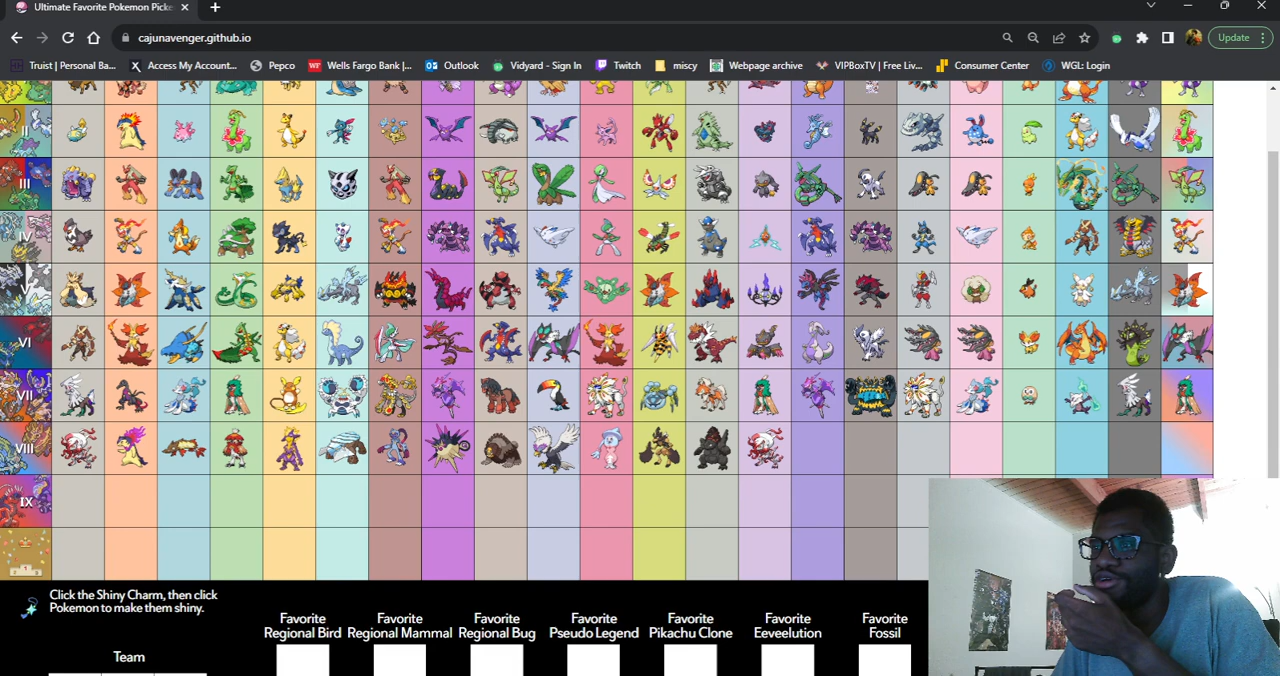 Ultimate Favorite Pokemon Picke
cajunavenger.github.io
Update
Truist | Personal Ba...
Access My Account...
Pepco
Wells Fargo Bank |...
Outlook
Vidyard - Sign In
Twitch
miscy
Webpage archive
VIPBoxTV | Free Liv...
Consumer Center
WGL: Login
II
III
IV
V
VI
VII
VIII
IX
Click the Shiny Charm, then click
Pokemon to make them shiny.
Team
Favorite
Regional Bird
Favorite
Regional Mammal
Favorite
Regional Bug
Favorite
Pseudo Legend
Favorite
Pikachu Clone
Favorite
Eeveelution
Favorite
Fossil